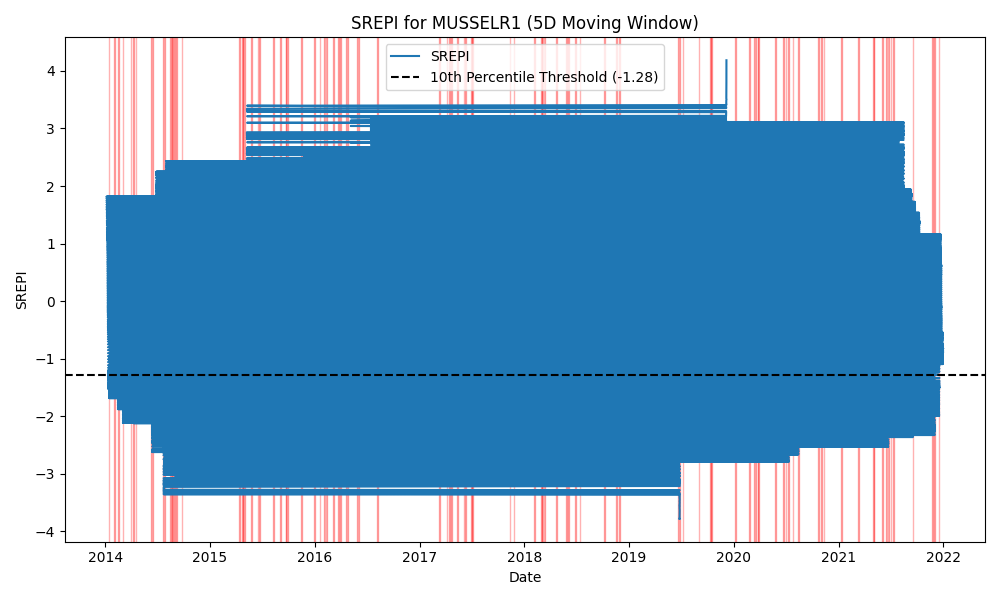 SREPI for MUSSELR1 (5D Moving Window)
SREPI
10th Percentile Threshold (-1.28)
4
3
2
1
0
−1
−2
−3
−4
SREPI
2014 2015 2016 2017 2018 2019 2020 2021 2022
Date